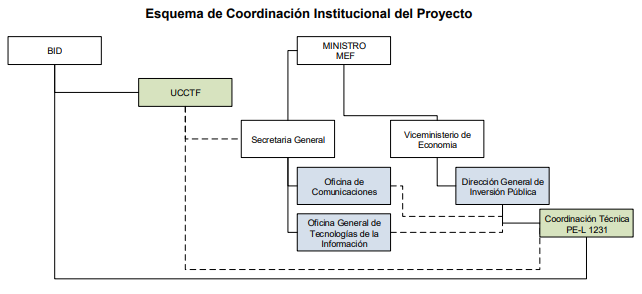 Esquema de Coordinación Institucional del Proyecto
BID
MINISTRO
MEF
UCCTF
Secretaria General
Viceministerio de
Economia
Oficina de
Comunicaciones
Dirección General de
Inversión Pública
Oficina General de
Tecnologías de la
Información
Coordinación Técnica
PE-L 1231